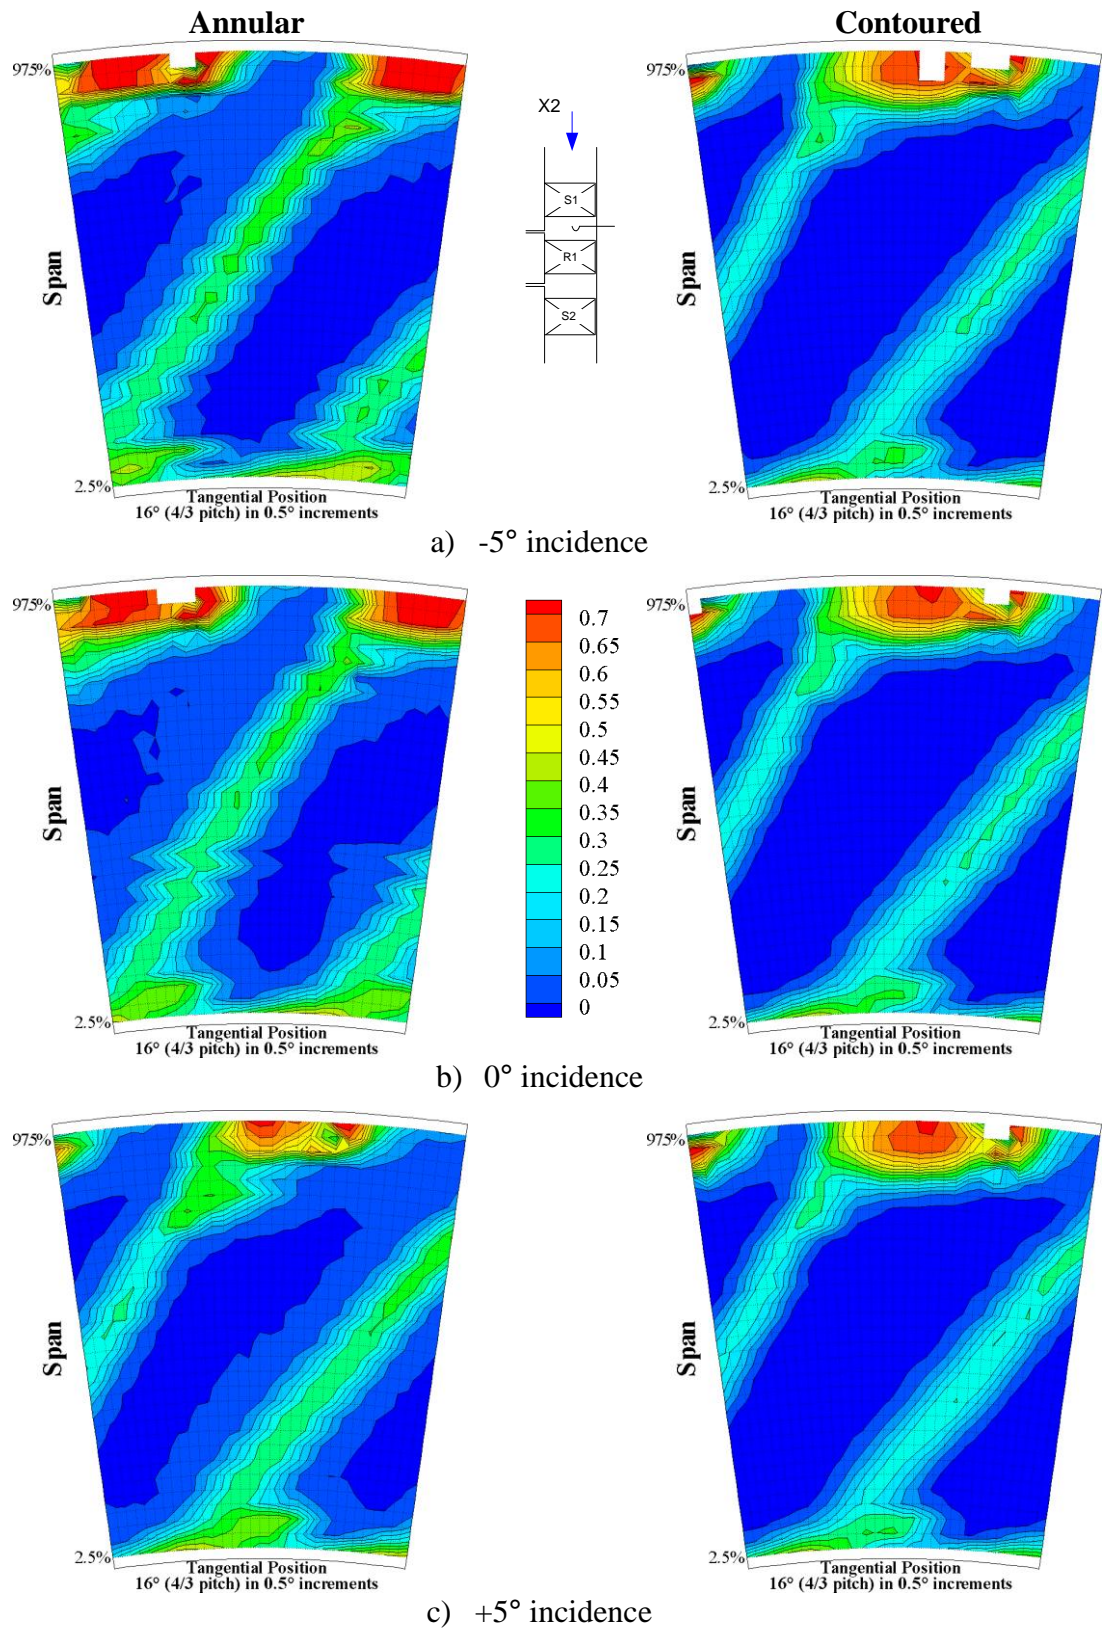 Annular
Contoured
975%
975%
X2
S1
R1
S2
Span
Span
2.5%
2.5%
Tangential Position
16° (4/3 pitch) in 0.5° increments
Tangential Position
16° (4/3 pitch) in 0.5° increments
a) -5° incidence
975%
975%
0.7
0.65
0.6
0.55
0.5
0.45
0.4
0.35
0.3
0.25
0.2
0.15
0.1
0.05
0
Span
Span
2.5%
2.5%
Tangential Position
16° (4/3 pitch) in 0.5° increments
Tangential Position
16° (4/3 pitch) in 0.5° increments
b) 0° incidence
975%
975%
Span
Span
2.5%
2.5%
Tangential Position
16° (4/3 pitch) in 0.5° increments
Tangential Position
16° (4/3 pitch) in 0.5° increments
c) +5° incidence